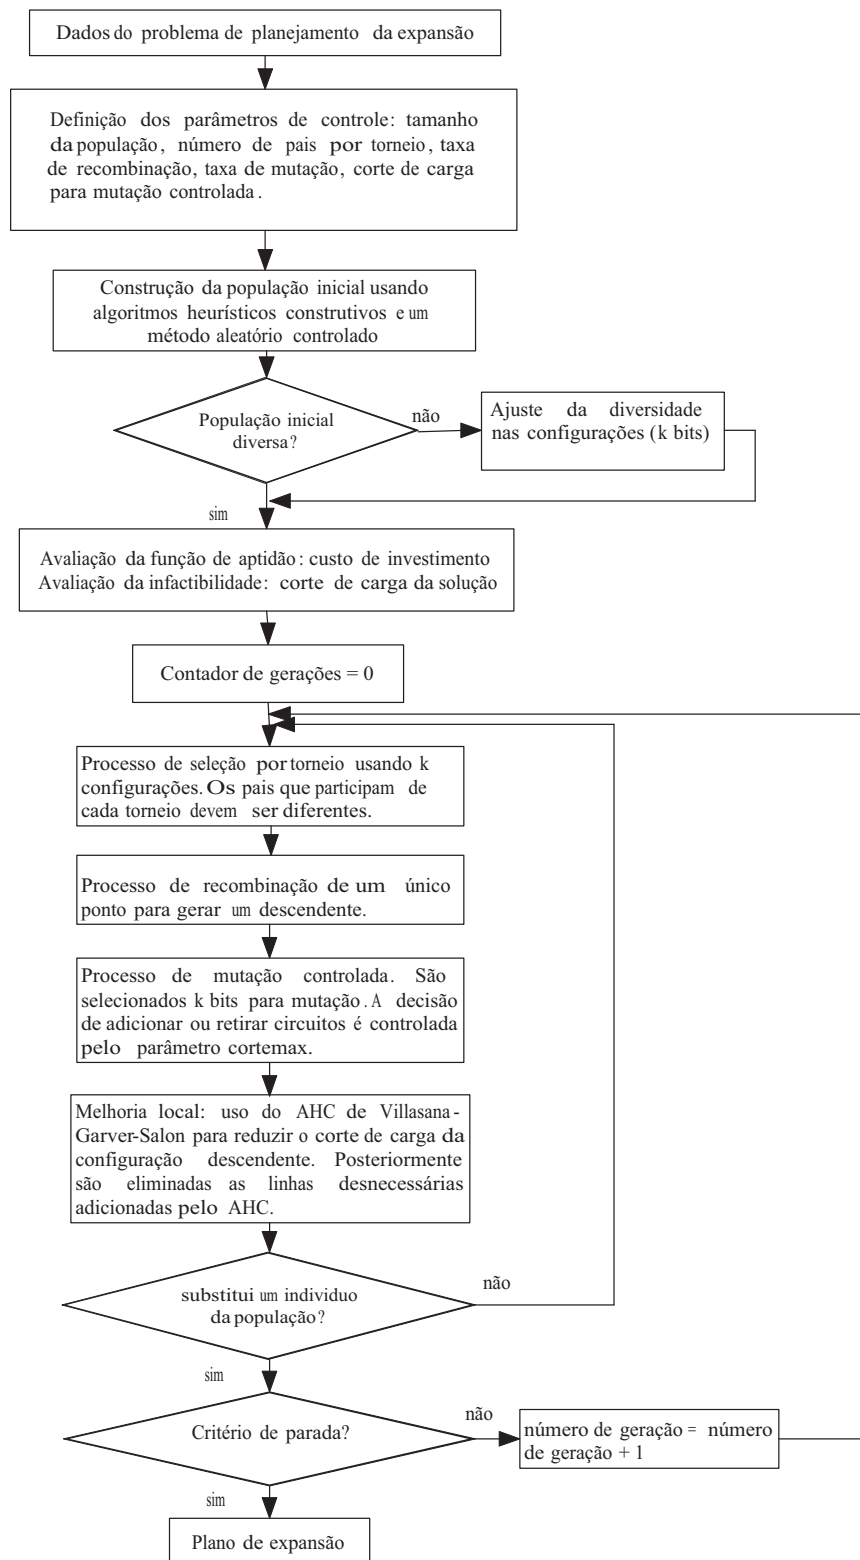 Dados do problema de planejamento da expansão
Definição dos parâmetros de controle: tamanho
da população, número de pais por torneio, taxa
de recombinação, taxa de mutação, corte de carga
para mutação controlada.
Construção da população inicial usando
algoritmos heurísticos construtivos e um
método aleatório controlado
População inicial
diversa?
não
Ajuste da diversidade
nas configurações (k bits)
sim
Avaliação da função de aptidão: custo de investimento
Avaliação da infactibilidade: corte de carga da solução
Contador de gerações = 0
Processo de seleção por torneio usando k
configurações. Os pais que participam de
cada torneio devem ser diferentes.
Processo de recombinação de um único
ponto para gerar um descendente.
Processo de mutação controlada. São
selecionados k bits para mutação. A decisão
de adicionar ou retirar circuitos é controlada
pelo parâmetro cortemax.
Melhoria local: uso do AHC de Villasana-
Garver-Salon para reduzir o corte de carga da
configuração descendente. Posteriormente
são eliminadas as linhas desnecessárias
adicionadas pelo AHC.
substitui um individuo
da população?
não
sim
Critério de parada?
não
número de geração = número
de geração + 1
sim
Plano de expansão